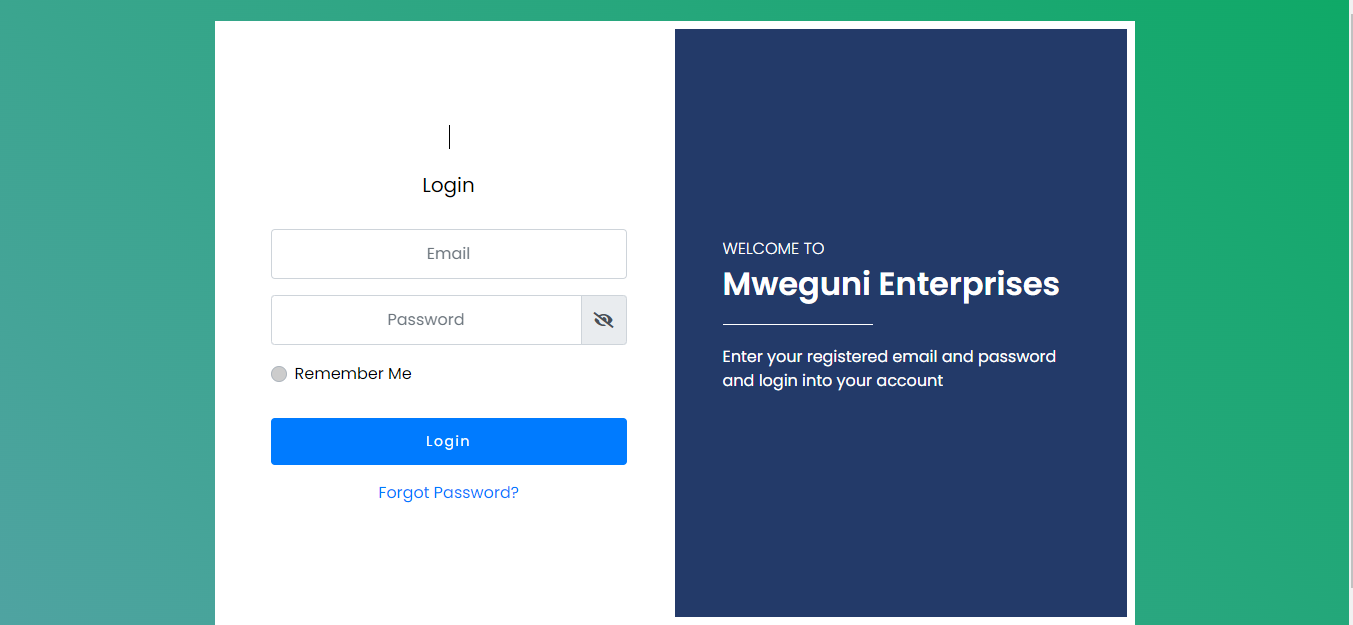 Login
Email
Password
Remember Me
Login
Forgot Password?
WELCOME TO
Mweguni Enterprises
Enter your registered email and password
and login into your account